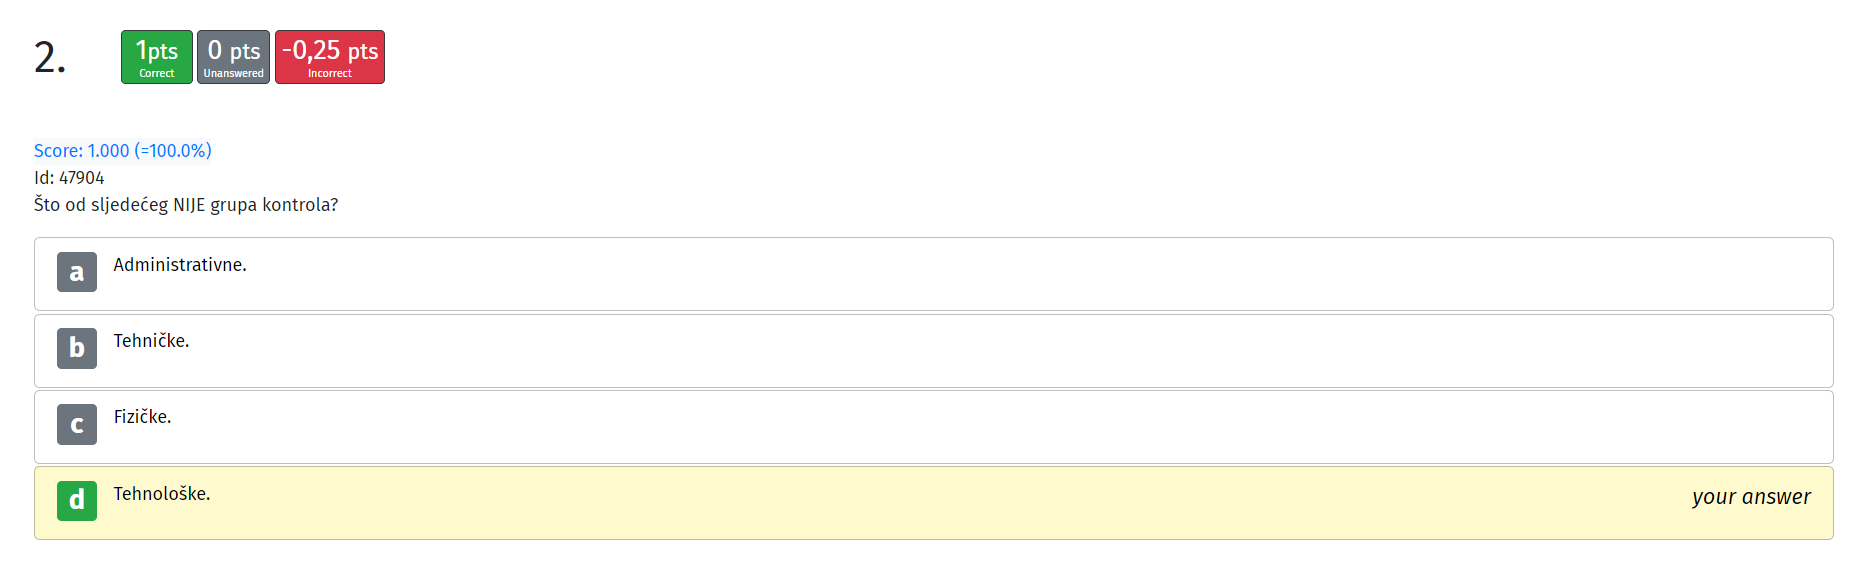 2.
1pts
Correct
0 pts
Unanswered
-0,25 pts
Incorrect
Score: 1.000 (=100.0%)
Id: 47904
Što od sljedećeg NIJE grupa kontrola?
a Administrativne.
b Tehničke.
c Fizičke.
d Tehnološke. your answer